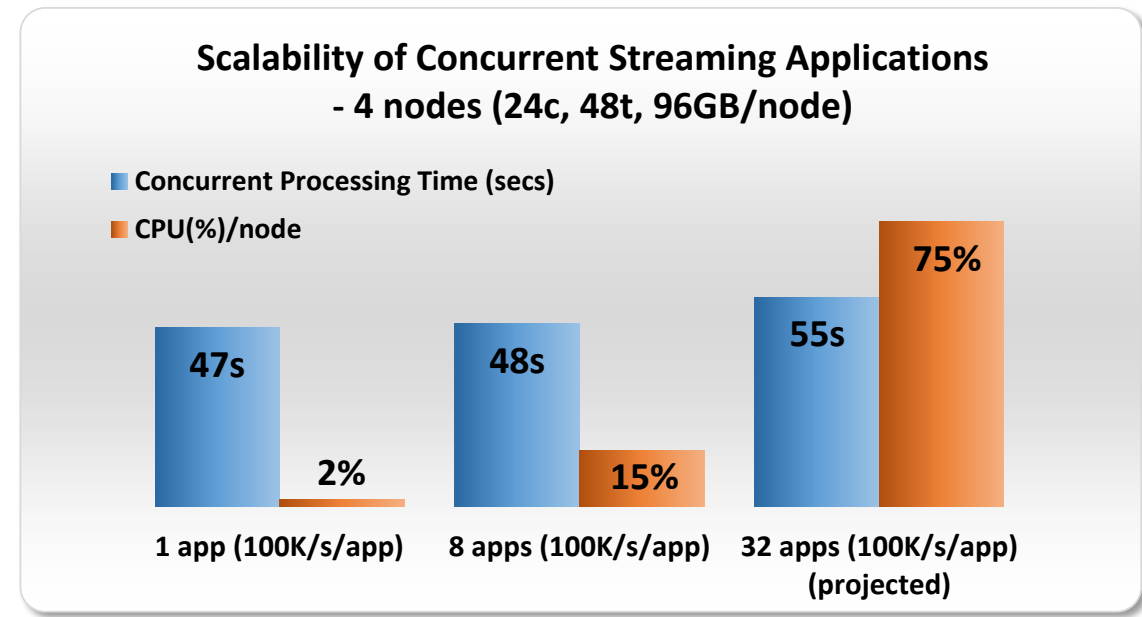 Scalability of Concurrent Streaming Applications
- 4 nodes (24c, 48t, 96GB/node)
Concurrent Processing Time (secs)
CPU(%)/node
47s
2%
48s
15%
55s
75%
1 app (100K/s/app)
8 apps (100K/s/app)
32 apps (100K/s/app)
(projected)